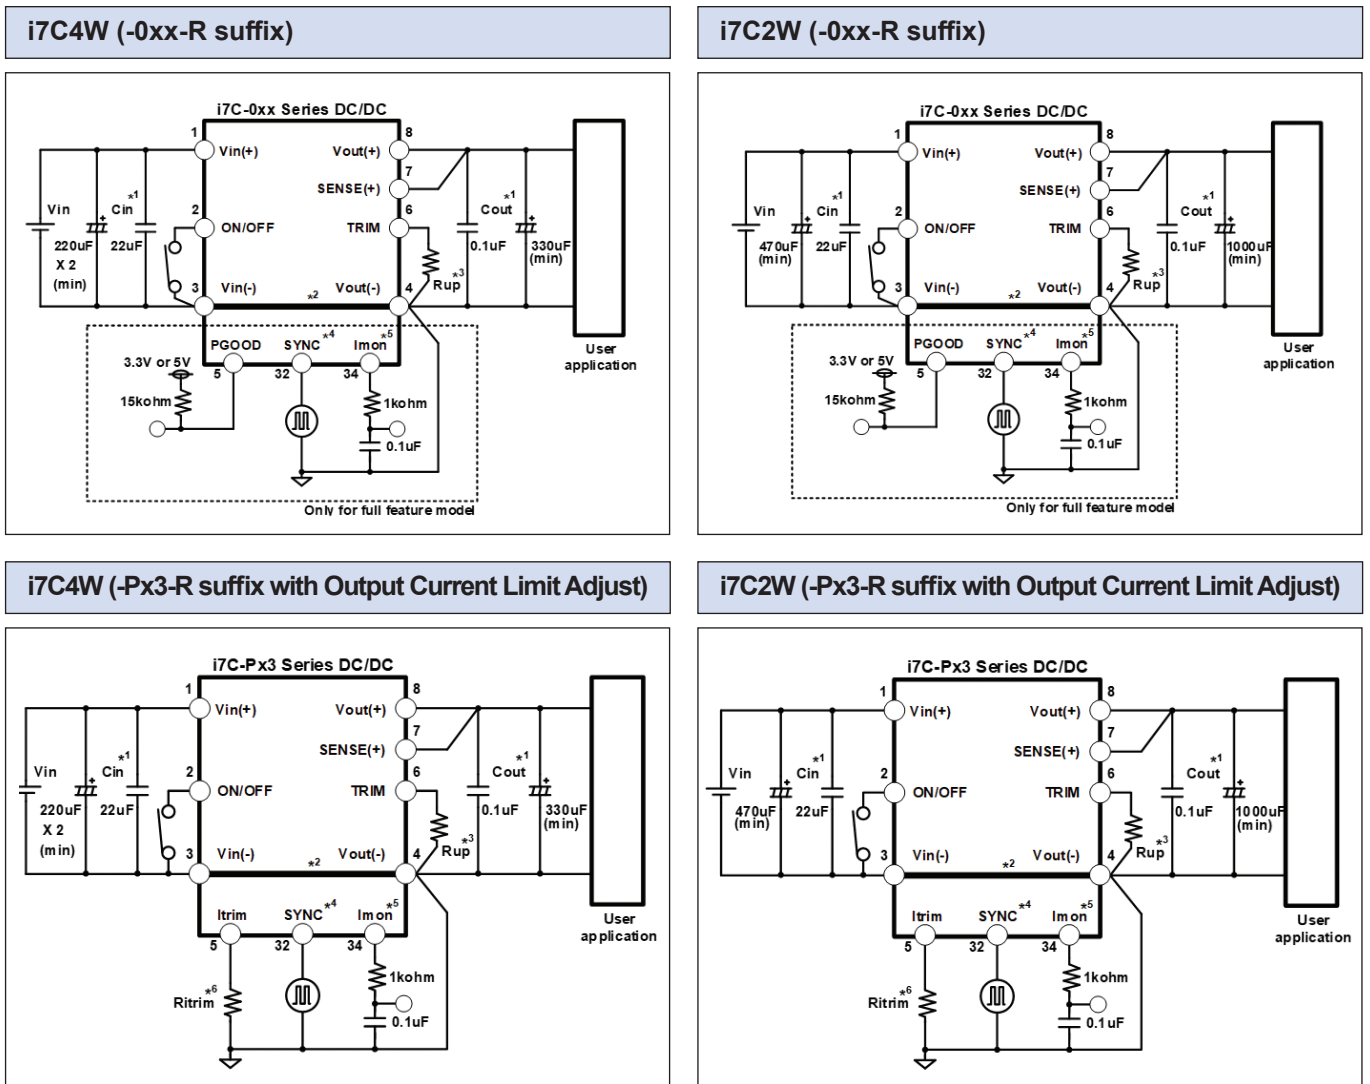 i7C4W (-0xx-R suffix)
i7C-0xx Series DC/DC
1
8
Vin(+)
Vout(+)
7
SENSE(+)
Vin
Cin *1
2
6
Cout *1
ON/OFF
TRIM
220uF
X 2
(min)
22uF
0.1uF
330uF
(min)
Rup *3
3
Vin(-)
*2
Vout(-)
4
PGOOD
SYNC *4
Imon *5
User
application
3.3V or 5V
5
32
34
15kohm
1kohm
0.1uF
Only for full feature model
i7C2W (-0xx-R suffix)
i7C-0xx Series DC/DC
1
8
Vin(+)
Vout(+)
7
SENSE(+)
Vin
Cin *1
2
6
Cout *1
ON/OFF
TRIM
470uF
(min)
22uF
0.1uF
1000uF
(min)
Rup *3
3
Vin(-)
*2
Vout(-)
4
PGOOD
SYNC *4
Imon *5
User
application
3.3V or 5V
5
32
34
15kohm
1kohm
0.1uF
Only for full feature model
i7C4W (-Px3-R suffix with Output Current Limit Adjust)
i7C-Px3 Series DC/DC
1
8
Vin(+)
Vout(+)
7
SENSE(+)
Vin
Cin *1
2
6
Cout *1
ON/OFF
TRIM
220uF
X 2
(min)
22uF
0.1uF
330uF
(min)
Rup *3
3
Vin(-)
*2
Vout(-)
4
Itrim
SYNC *4
Imon *5
User
application
5
32
34
Ritrim *6
1kohm
0.1uF
i7C2W (-Px3-R suffix with Output Current Limit Adjust)
i7C-Px3 Series DC/DC
1
8
Vin(+)
Vout(+)
7
SENSE(+)
Vin
Cin *1
2
6
Cout *1
ON/OFF
TRIM
470uF
(min)
22uF
0.1uF
1000uF
(min)
Rup *3
3
Vin(-)
*2
Vout(-)
4
Itrim
SYNC *4
Imon *5
User
application
5
32
34
Ritrim *6
1kohm
0.1uF